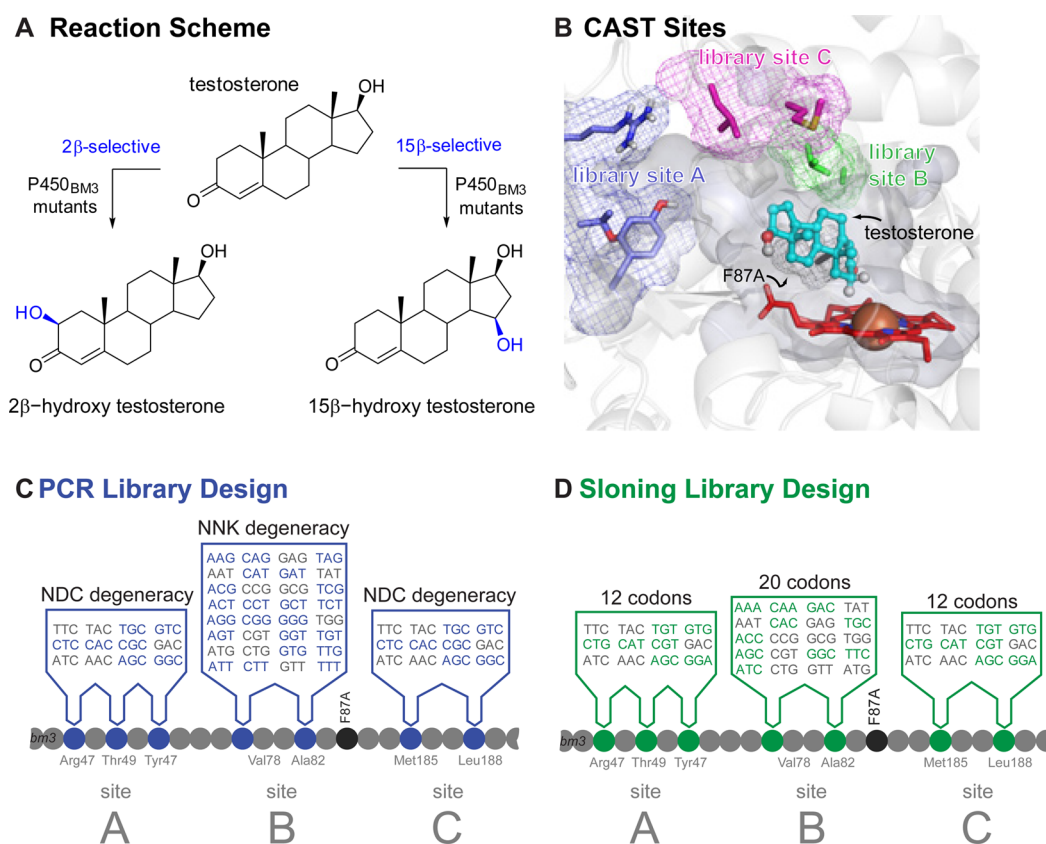 A Reaction Scheme
testosterone
OH
O
2β-selective
P450BM3
mutants
15β-selective
P450BM3
mutants
OH
HO
O
2β−hydroxy testosterone
OH
O
OH
15β−hydroxy testosterone
B CAST Sites
library site C
library site A
library
site B
testosterone
F87A
C PCR Library Design
NDC degeneracy
TTC TAC TGC GTC
CTC CAC CGC GAC
ATC AAC AGC GGC
NNK degeneracy
AAG CAG GAG TAG
AAT CAT GAT TAT
ACG CCG GCG TCG
ACT CCT GCT TCT
AGG CGG GGG TGG
AGT CGT GGT TGT
ATG CTG GTG TTG
ATT CTT GTT TTT
NDC degeneracy
TTC TAC TGC GTC
CTC CAC CGC GAC
ATC AAC AGC GGC
F87A
bm3
Arg47 Thr49 Tyr47 Val78 Ala82 Met185 Leu188
site site site
A B C
D Sloning Library Design
12 codons
TTC TAC TGT GTG
CTG CAT CGT GAC
ATC AAC AGC GGA
20 codons
AAA CAA GAC TAT
AAT CAC GAG TGC
ACC CCG GCG TGG
AGC CGT GGC TTC
ATC CTG GTT ATG
12 codons
TTC TAC TGT GTG
CTG CAT CGT GAC
ATC AAC AGC GGA
F87A
bm3
Arg47 Thr49 Tyr47 Val78 Ala82 Met185 Leu188
site site site
A B C